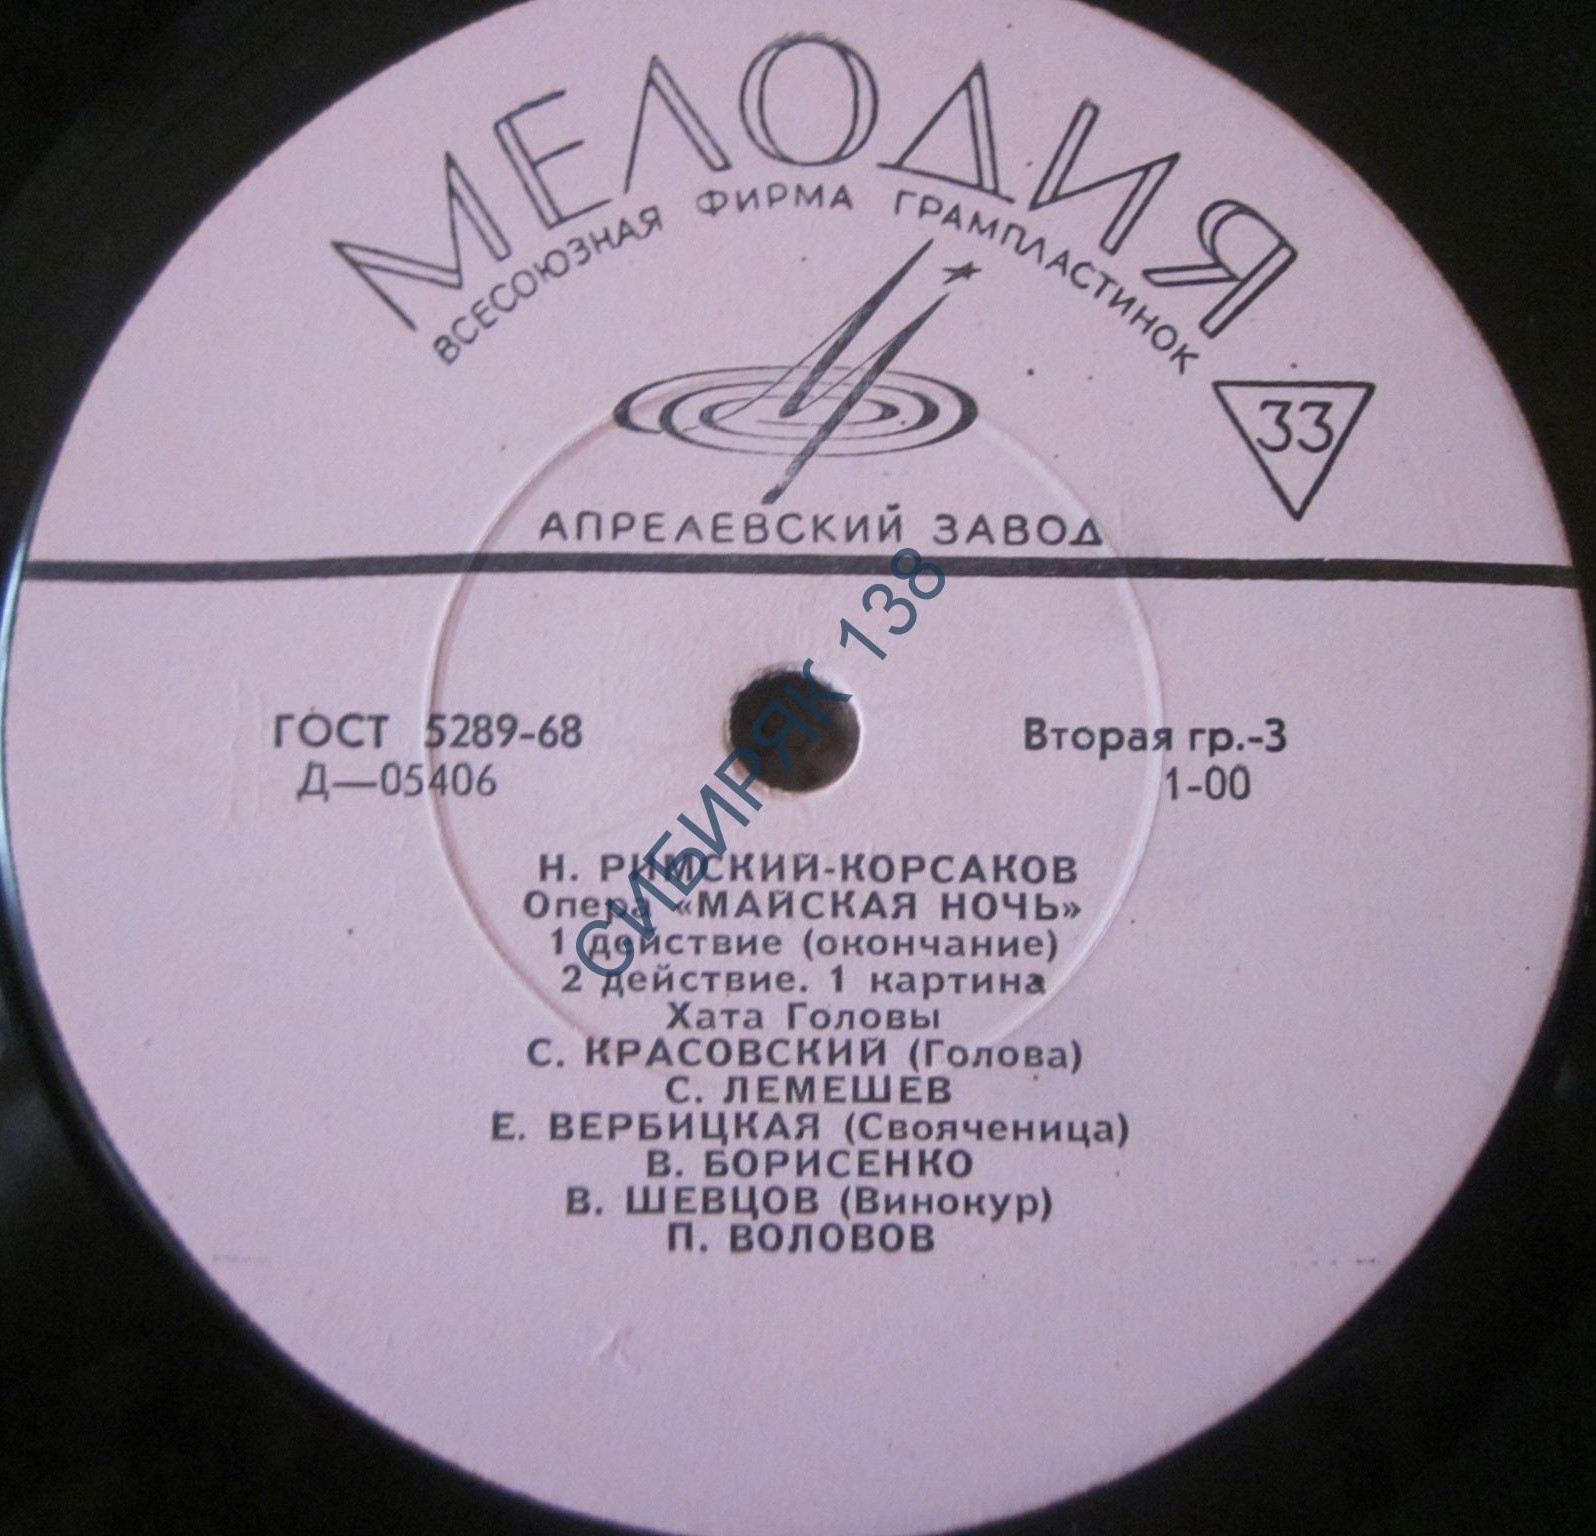 МЕЛОДИЯ
ВСЕСОЮЗНАЯ ФИРМА ГРАМПЛАСТИНОК
33
АПРЕЛЕВСКИЙ ЗАВОД
ГОСТ 5289-68
Д—05406
Вторая гр.-3
1-00
СИБИРЯК 138
Н. РИМСКИЙ-КОРСАКОВ
Опера «МАЙСКАЯ НОЧЬ»
1 действие (окончание)
2 действие. 1 картина
Хата Головы
С. КРАСОВСКИЙ (Голова)
С. ЛЕМЕШЕВ
Е. ВЕРБИЦКАЯ (Свояченица)
В. БОРИСЕНКО
В. ШЕВЦОВ (Винокур)
П. ВОЛОВОВ